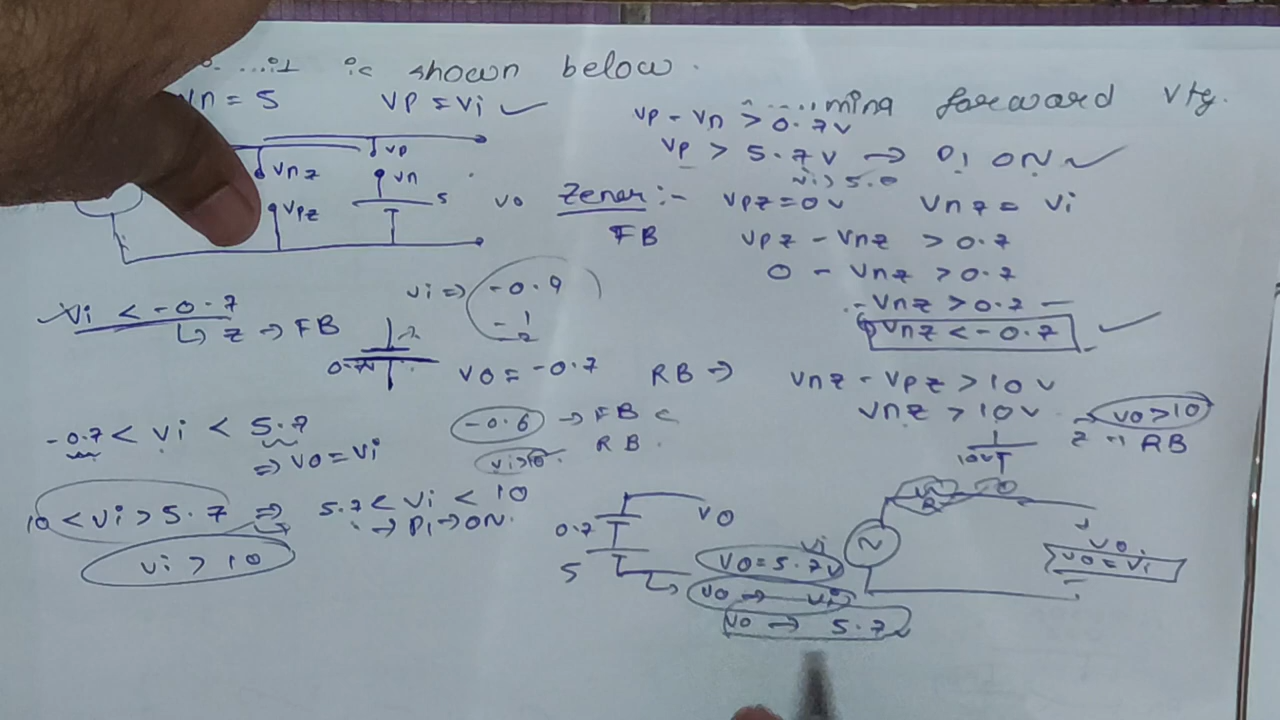 is shown below.
Vn = 5 VP = Vi ✓
forward Vtg.
VP - Vn > 0.7V
VP > 5.7V → D1 ON ✓
Vi > 5.0
VP
Vnz
Vn
VPz
5
VO
Zener :- VPZ = 0V Vnz = Vi
FB VPZ - Vnz > 0.7
0 - Vnz > 0.7
- Vnz > 0.7
Vnz < -0.7 ✓
Vi < -0.7
↳ Z → FB
Vi ⇒ -0.9
-1
-2
0.7V
VO = -0.7
RB → Vnz - VPZ > 10V
Vnz > 10V
VO > 10
Z → RB
10V
-0.7 < Vi < 5.7
⇒ VO = Vi
-0.6 → FB
RB
Vi > 10
10 < Vi > 5.7 ⇒ 5.7 < Vi < 10
→ D1 → ON.
Vi > 10
0.7
5
VO
VO = 5.7V
VO → Vi
VO → 5.7
R
Vi
VO
VO = Vi